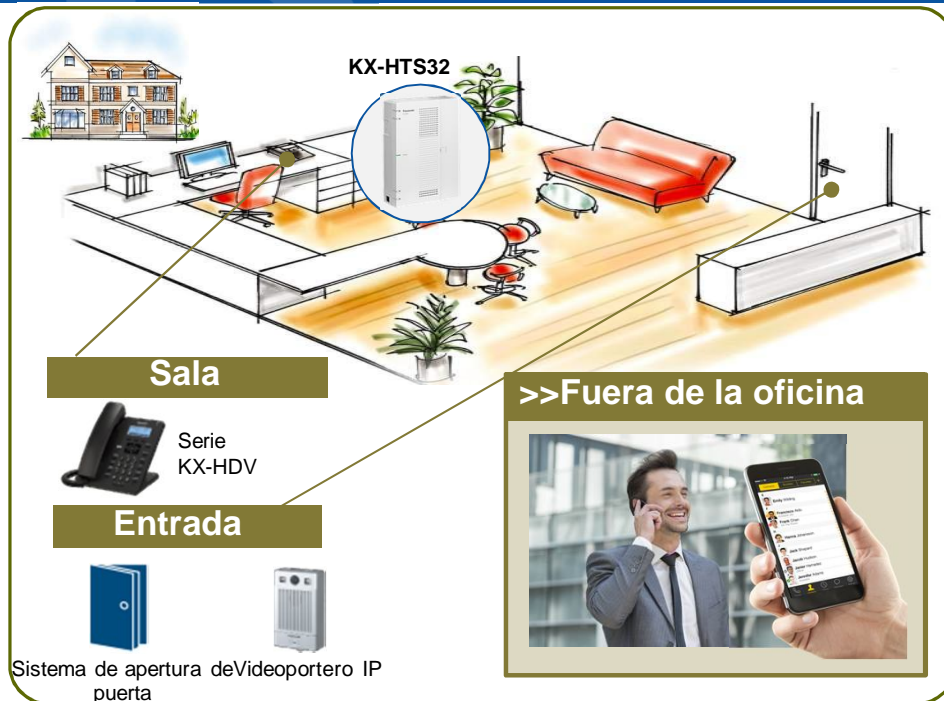 KX-HTS32
Sala
>>Fuera de la oficina
Serie
KX-HDV
Entrada
Sistema de apertura deVideoportero IP
puerta